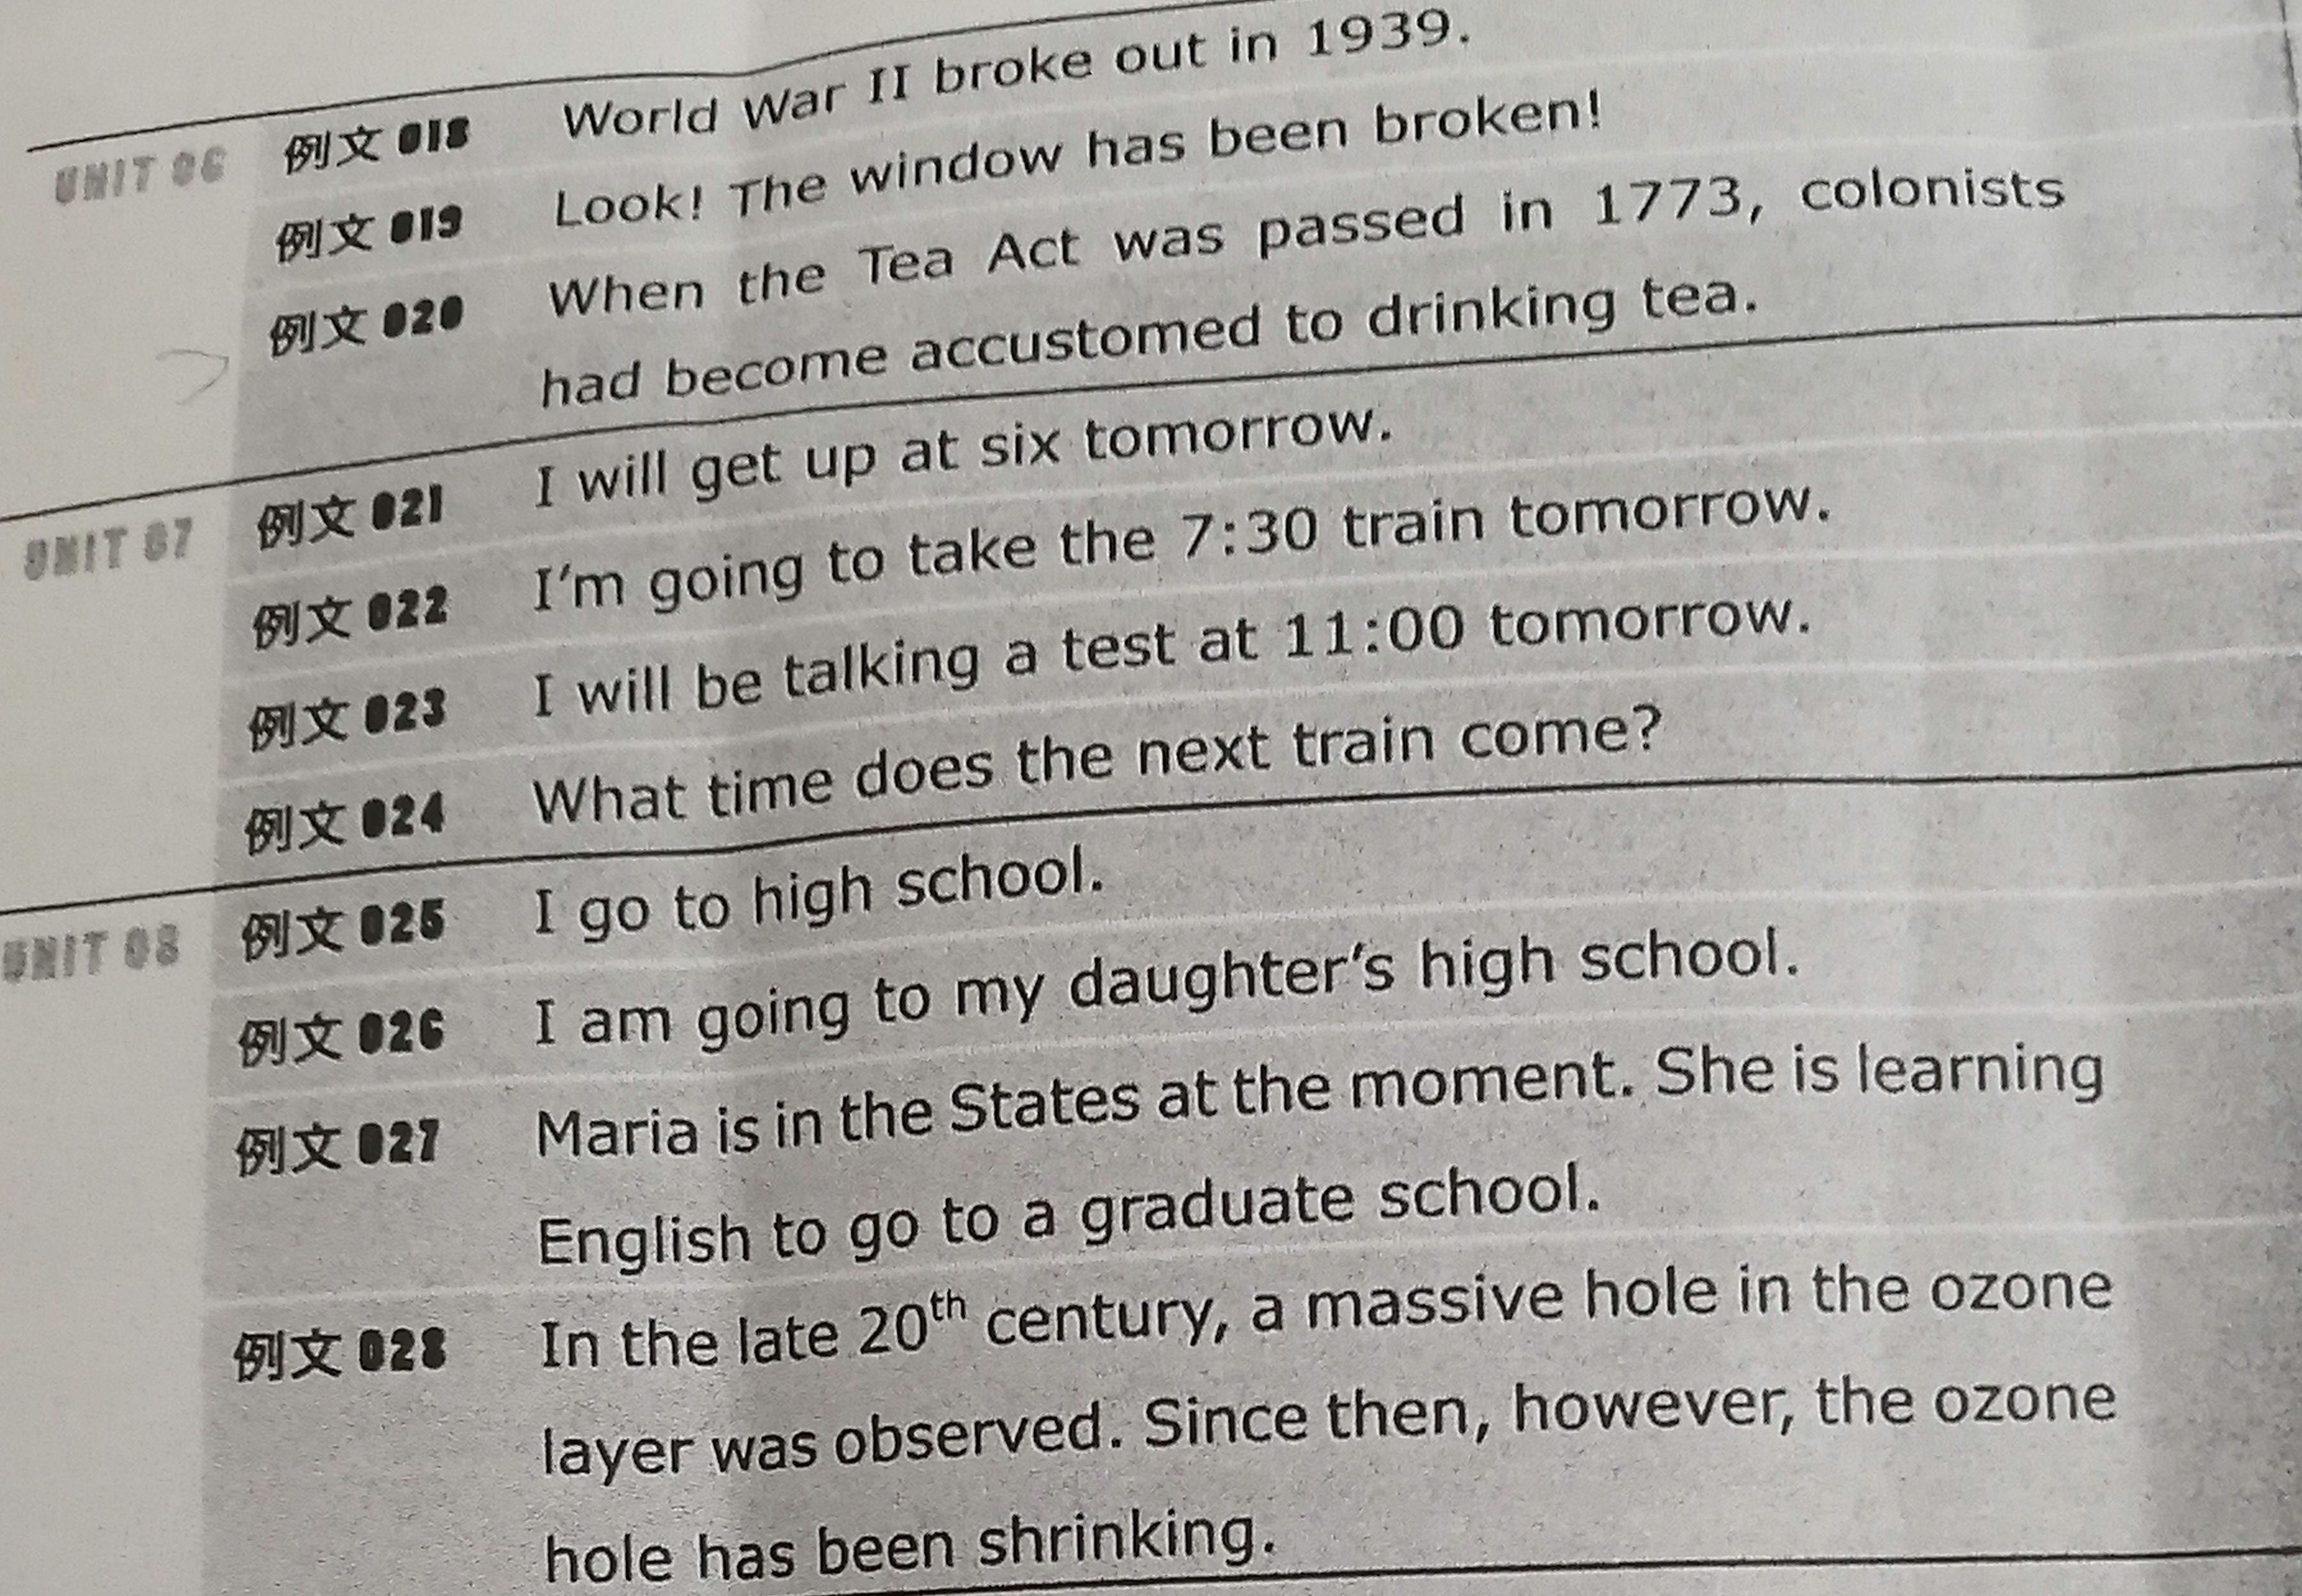 UNIT 06 例文 018 World War II broke out in 1939.
例文 019 Look! The window has been broken!
例文 020 When the Tea Act was passed in 1773, colonists
had become accustomed to drinking tea.
UNIT 07 例文 021 I will get up at six tomorrow.
例文 022 I'm going to take the 7:30 train tomorrow.
例文 023 I will be talking a test at 11:00 tomorrow.
例文 024 What time does the next train come?
UNIT 08 例文 025 I go to high school.
例文 026 I am going to my daughter's high school.
例文 027 Maria is in the States at the moment. She is learning
English to go to a graduate school.
例文 028 In the late 20th century, a massive hole in the ozone
layer was observed. Since then, however, the ozone
hole has been shrinking.